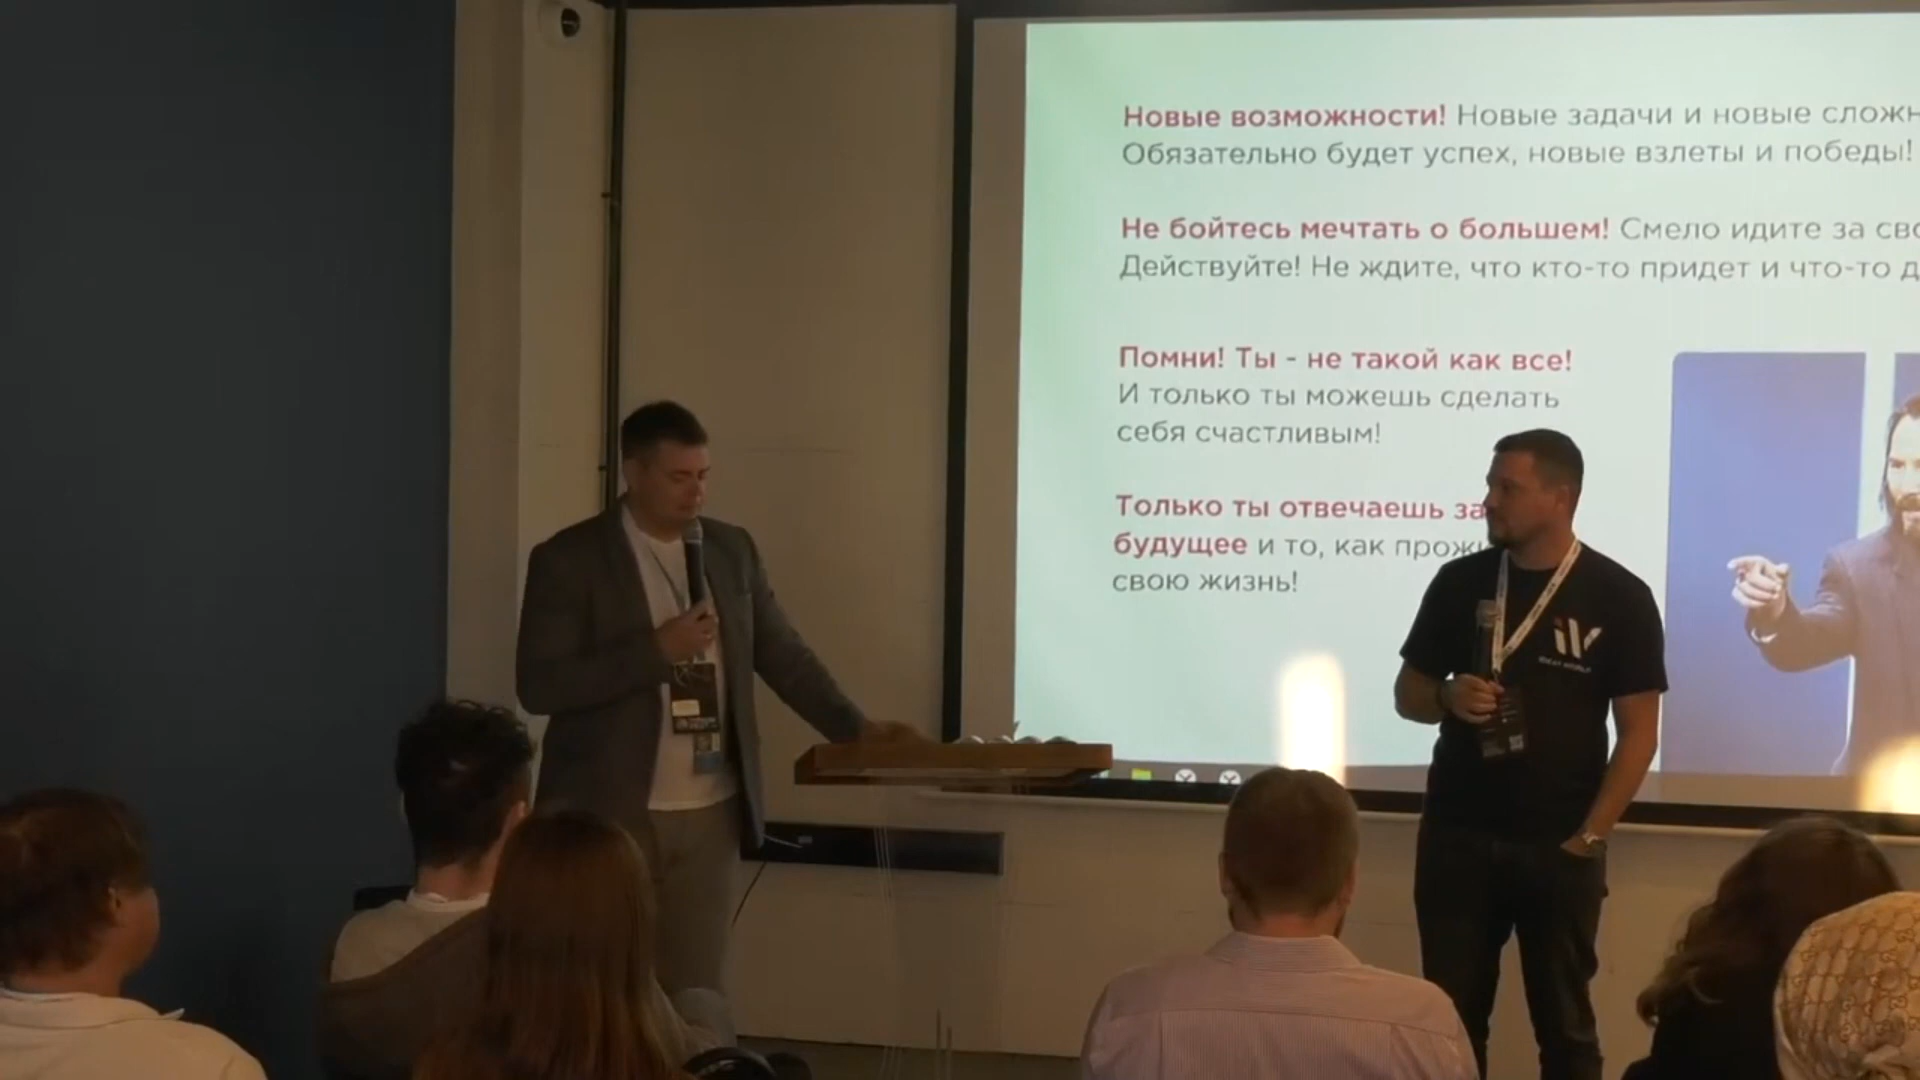 Новые возможности! Новые задачи и новые сложн
Обязательно будет успех, новые взлеты и победы!
Не бойтесь мечтать о большем! Смело идите за сво
Действуйте! Не ждите, что кто-то придет и что-то д
Помни! Ты - не такой как все!
И только ты можешь сделать
себя счастливым!
Только ты отвечаешь за
будущее и то, как прожи
свою жизнь!